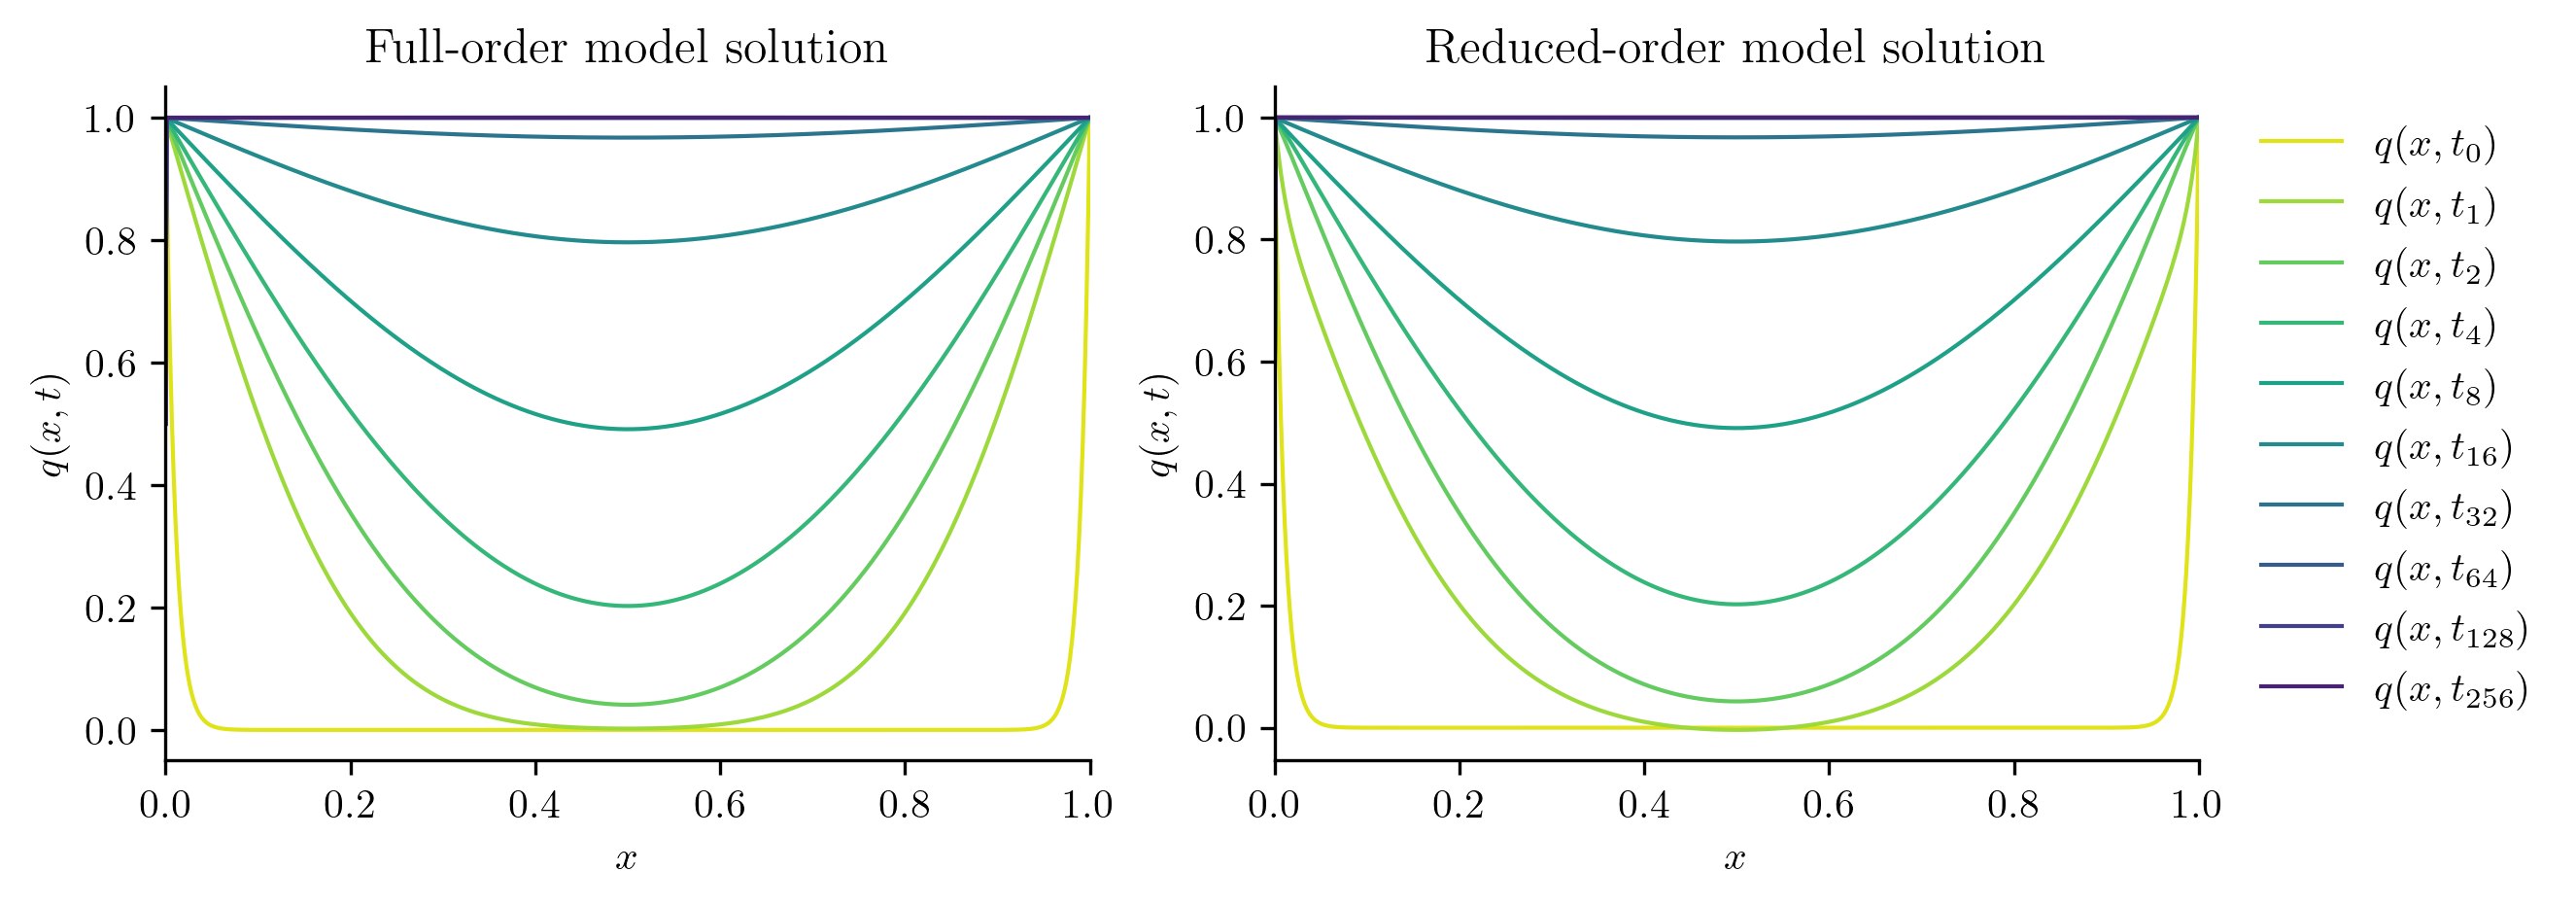 Full-order model solution
1.0
0.8
0.6
0.4
0.2
0.0
q(x, t)
0.0 0.2 0.4 0.6 0.8 1.0
x
Reduced-order model solution
1.0
0.8
0.6
0.4
0.2
0.0
q(x, t)
0.0 0.2 0.4 0.6 0.8 1.0
x
q(x, t₀)
q(x, t₁)
q(x, t₂)
q(x, t₄)
q(x, t₈)
q(x, t₁₆)
q(x, t₃₂)
q(x, t₆₄)
q(x, t₁₂₈)
q(x, t₂₅₆)